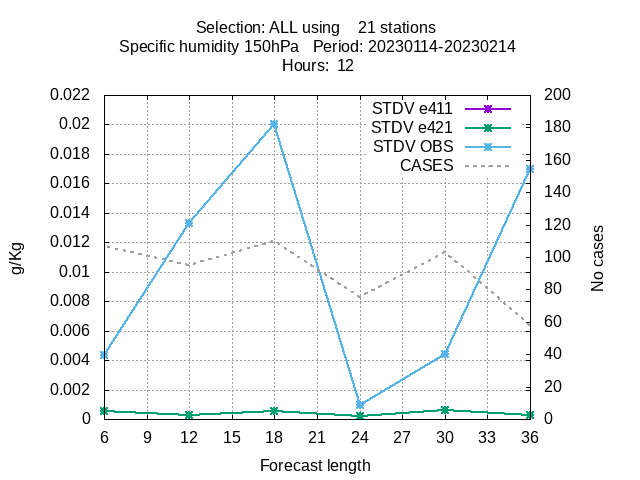 Selection: ALL using    21 stations
Specific humidity 150hPa   Period: 20230114-20230214
Hours:  12
STDV e411
STDV e421
STDV OBS
CASES
g/Kg
0.022
0.02
0.018
0.016
0.014
0.012
0.01
0.008
0.006
0.004
0.002
0
200
180
160
140
120
100
80
60
40
20
0
No cases
6 9 12 15 18 21 24 27 30 33 36
Forecast length